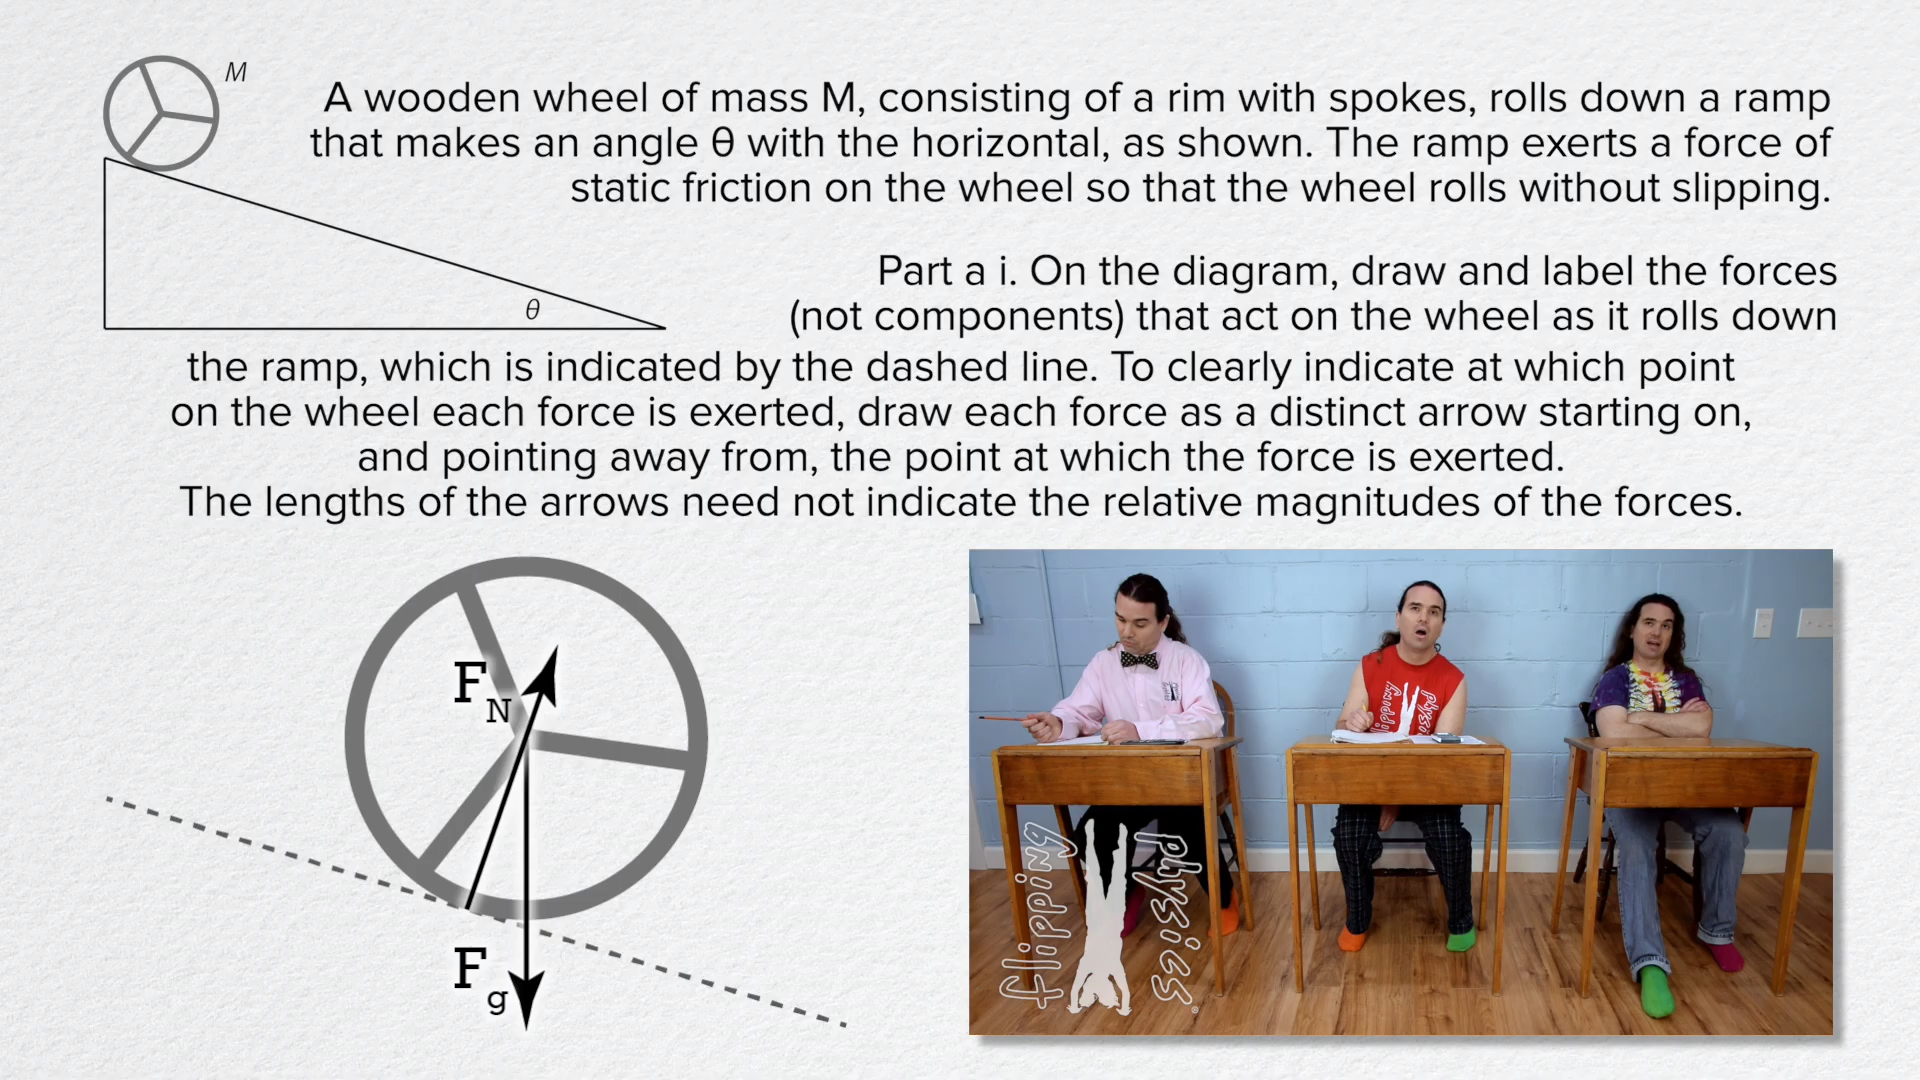 M
A wooden wheel of mass M, consisting of a rim with spokes, rolls down a ramp
that makes an angle θ with the horizontal, as shown. The ramp exerts a force of
static friction on the wheel so that the wheel rolls without slipping.
θ
Part a i. On the diagram, draw and label the forces
(not components) that act on the wheel as it rolls down
the ramp, which is indicated by the dashed line. To clearly indicate at which point
on the wheel each force is exerted, draw each force as a distinct arrow starting on,
and pointing away from, the point at which the force is exerted.
The lengths of the arrows need not indicate the relative magnitudes of the forces.
F_N
F_g
flipping
physics
flipping
physics
®